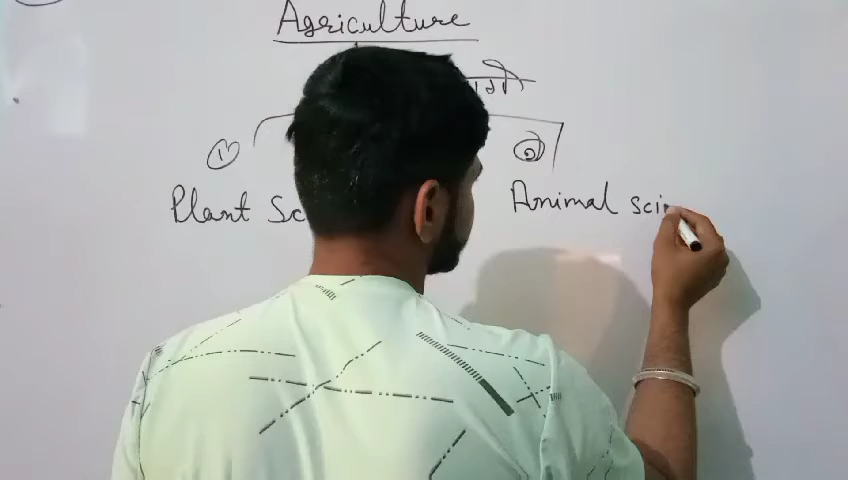 Agriculture
① ②
Plant Sc Animal sci